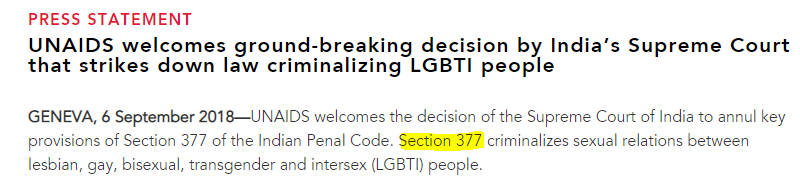 PRESS STATEMENT
UNAIDS welcomes ground-breaking decision by India's Supreme Court
that strikes down law criminalizing LGBTI people
GENEVA, 6 September 2018—UNAIDS welcomes the decision of the Supreme Court of India to annul key
provisions of Section 377 of the Indian Penal Code. Section 377 criminalizes sexual relations between
lesbian, gay, bisexual, transgender and intersex (LGBTI) people.